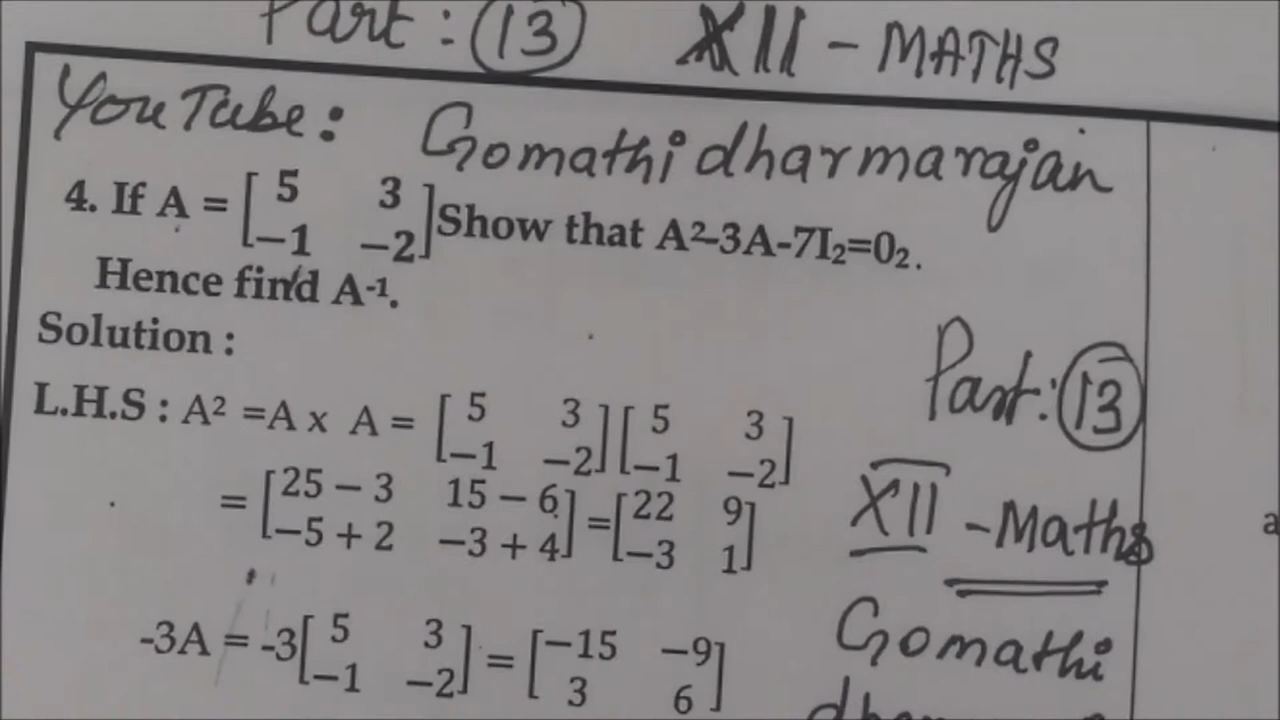 Part : 13 XII - MATHS
YouTube : Gomathi dharmarajan
4. If A = [5 3
−1 −2] Show that A²-3A-7I₂=0₂.
Hence find A⁻¹.
Solution :
Part: 13
L.H.S : A² =A x A = [5 3
−1 −2] [5 3
−1 −2]
= [25 − 3 15 − 6
−5 + 2 −3 + 4] = [22 9
−3 1]
XII - Maths
a
-3A = -3[5 3
−1 −2] = [−15 −9
3 6]
Gomathi